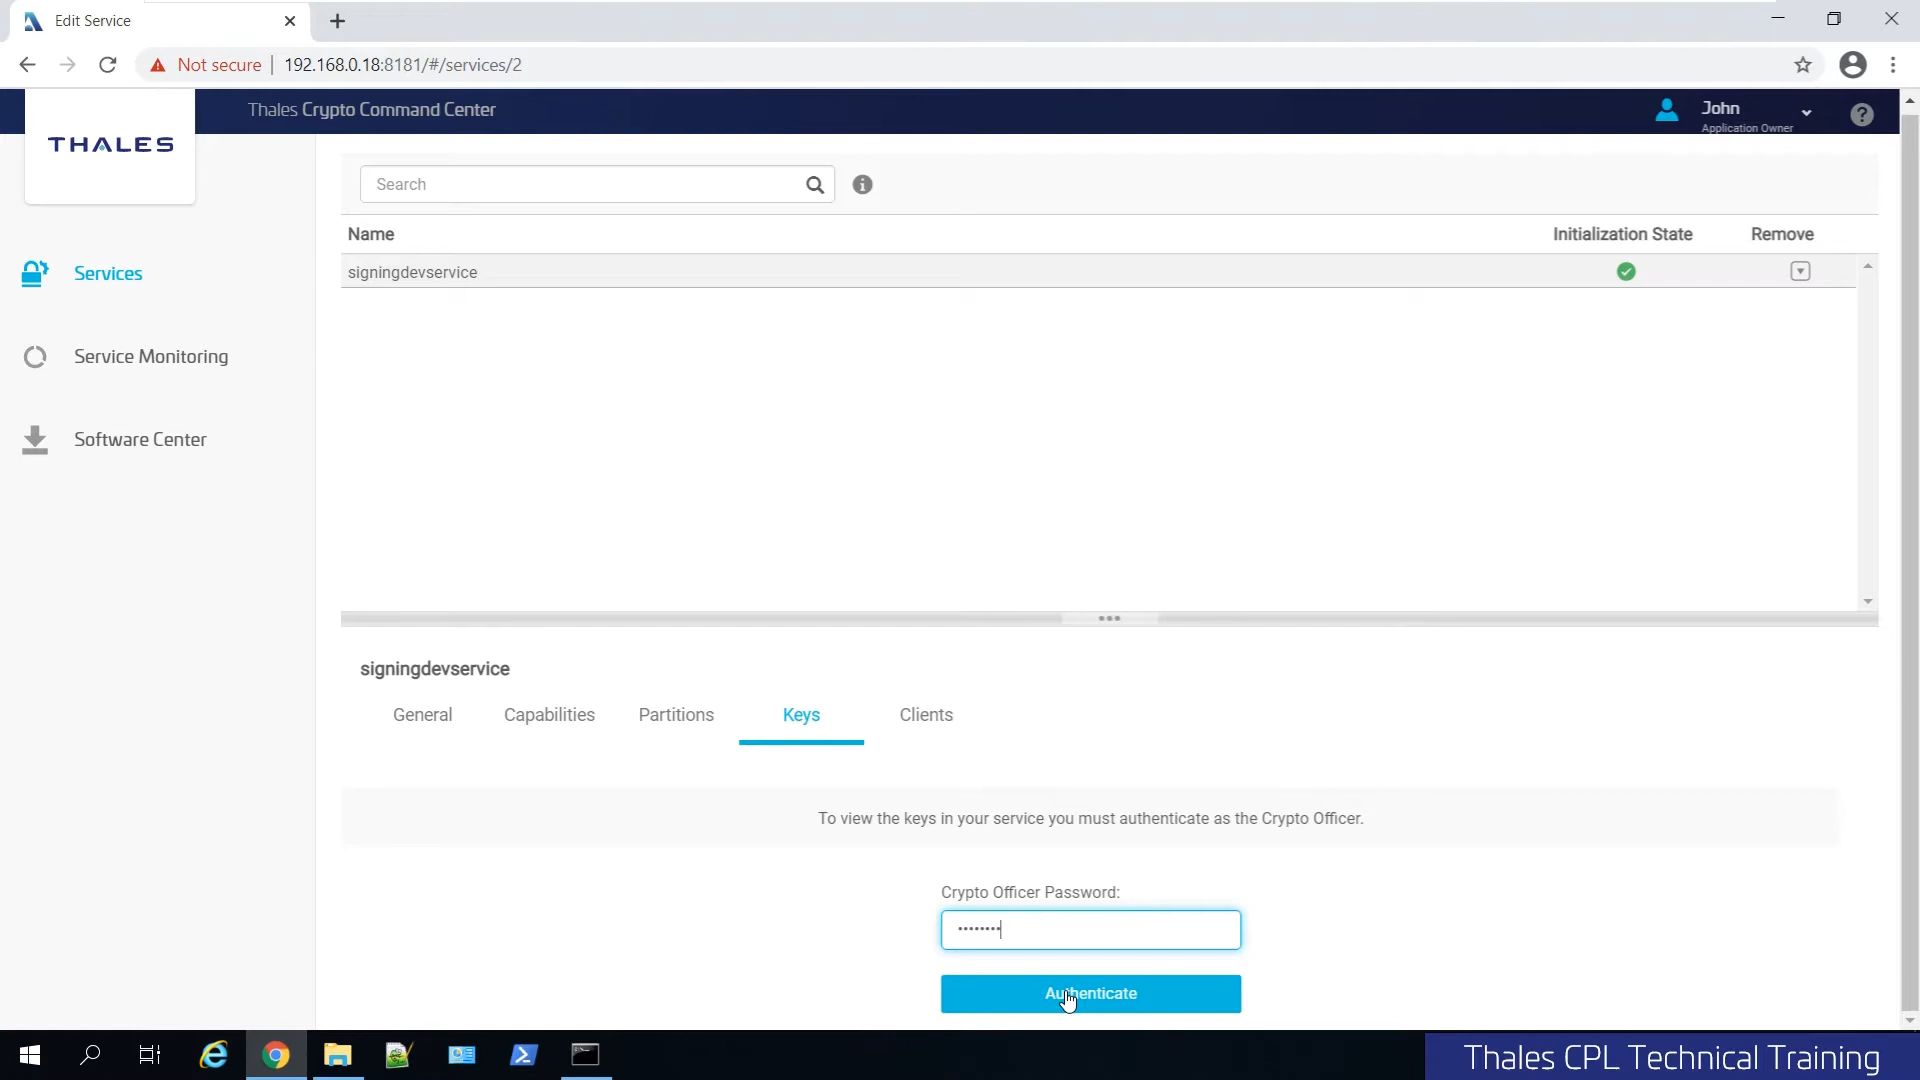 Edit Service
Not secure
192.168.0.18:8181/#/services/2
THALES
Thales Crypto Command Center
John
Application Owner
Services
Service Monitoring
Software Center
Search
Name
Initialization State
Remove
signingdevservice
signingdevservice
General
Capabilities
Partitions
Keys
Clients
To view the keys in your service you must authenticate as the Crypto Officer.
Crypto Officer Password:
••••••••
Authenticate
Thales CPL Technical Training